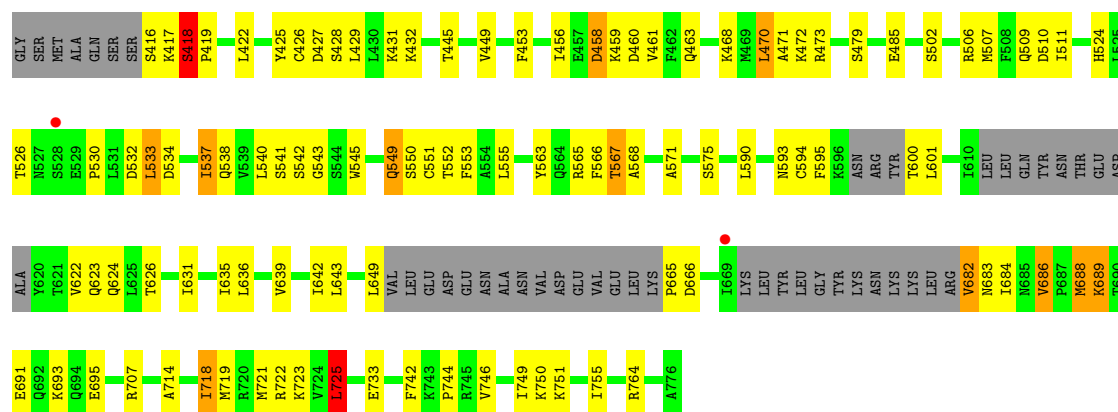 GLY SER MET ALA GLN SER SER S416 K417 S418 P419 L422 Y425 C426 D427 S428 L429 L430 K431 K432 T445 V449 F453 I456 E457 D458 K459 D460 V461 F462 Q463 K468 M469 L470 A471 K472 R473 S479 E485 S502 R506 M507 F508 Q509 D510 I511 H524 L525
T526 N527 S528 E529 P530 L531 D532 L533 D534 I537 Q538 V539 L540 S541 S542 G543 S544 W545 Q549 S550 C551 T552 F553 A554 L555 Y563 Q564 R565 F566 T567 A568 A571 S575 L590 N593 C594 F595 K596 ASN ARG TYR T600 L601 I610 LEU LEU GLN TYR ASN THR GLU ASP
ALA Y620 T621 V622 Q623 Q624 L625 T626 I631 I635 L636 V639 I642 L643 L649 VAL LEU GLU ASP GLU ASN ALA ASN VAL ASP GLU VAL GLU LEU LYS P665 D666 I669 LYS LEU TYR LEU GLY TYR LYS ASN LYS LYS LEU ARG V682 N683 I684 N685 V686 P687 M688 K689 T690
E691 Q692 K693 Q694 E695 R707 A714 I718 M719 R720 M721 R722 K723 V724 L725 E733 F742 K743 P744 R745 V746 I749 K750 K751 I755 R764 A776